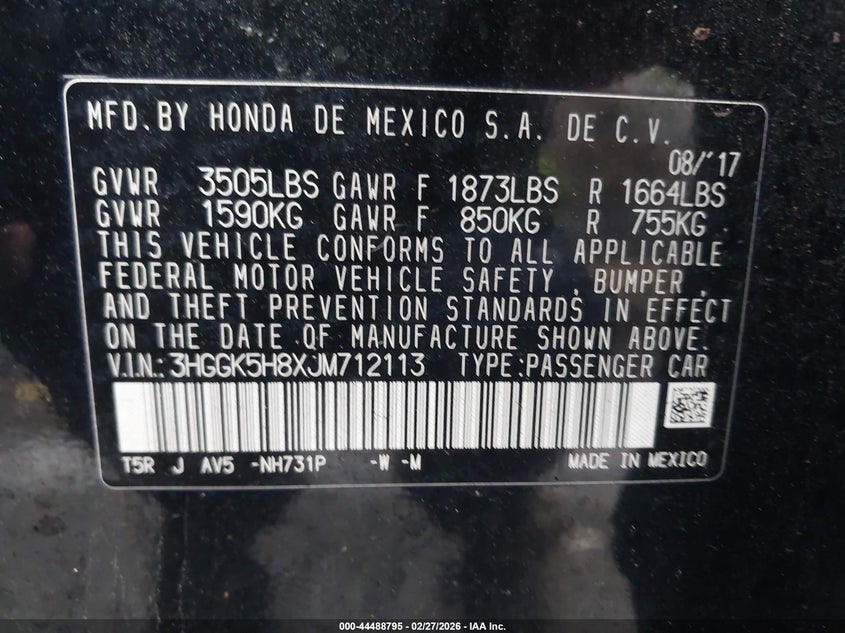 MFD. BY HONDA DE MEXICO S.A. DE C.V.
08/'17
GVWR 3505LBS GAWR F 1873LBS R 1664LBS
GVWR 1590KG GAWR F 850KG R 755KG
THIS VEHICLE CONFORMS TO ALL APPLICABLE
FEDERAL MOTOR VEHICLE SAFETY , BUMPER ,
AND THEFT PREVENTION STANDARDS IN EFFECT
ON THE DATE OF MANUFACTURE SHOWN ABOVE.
V.I.N.: 3HGGK5H8XJM712113 TYPE:PASSENGER CAR
T5R J AV5 -NH731P -W -M MADE IN MEXICO
000-44488795 - 02/27/2026 - IAA Inc.